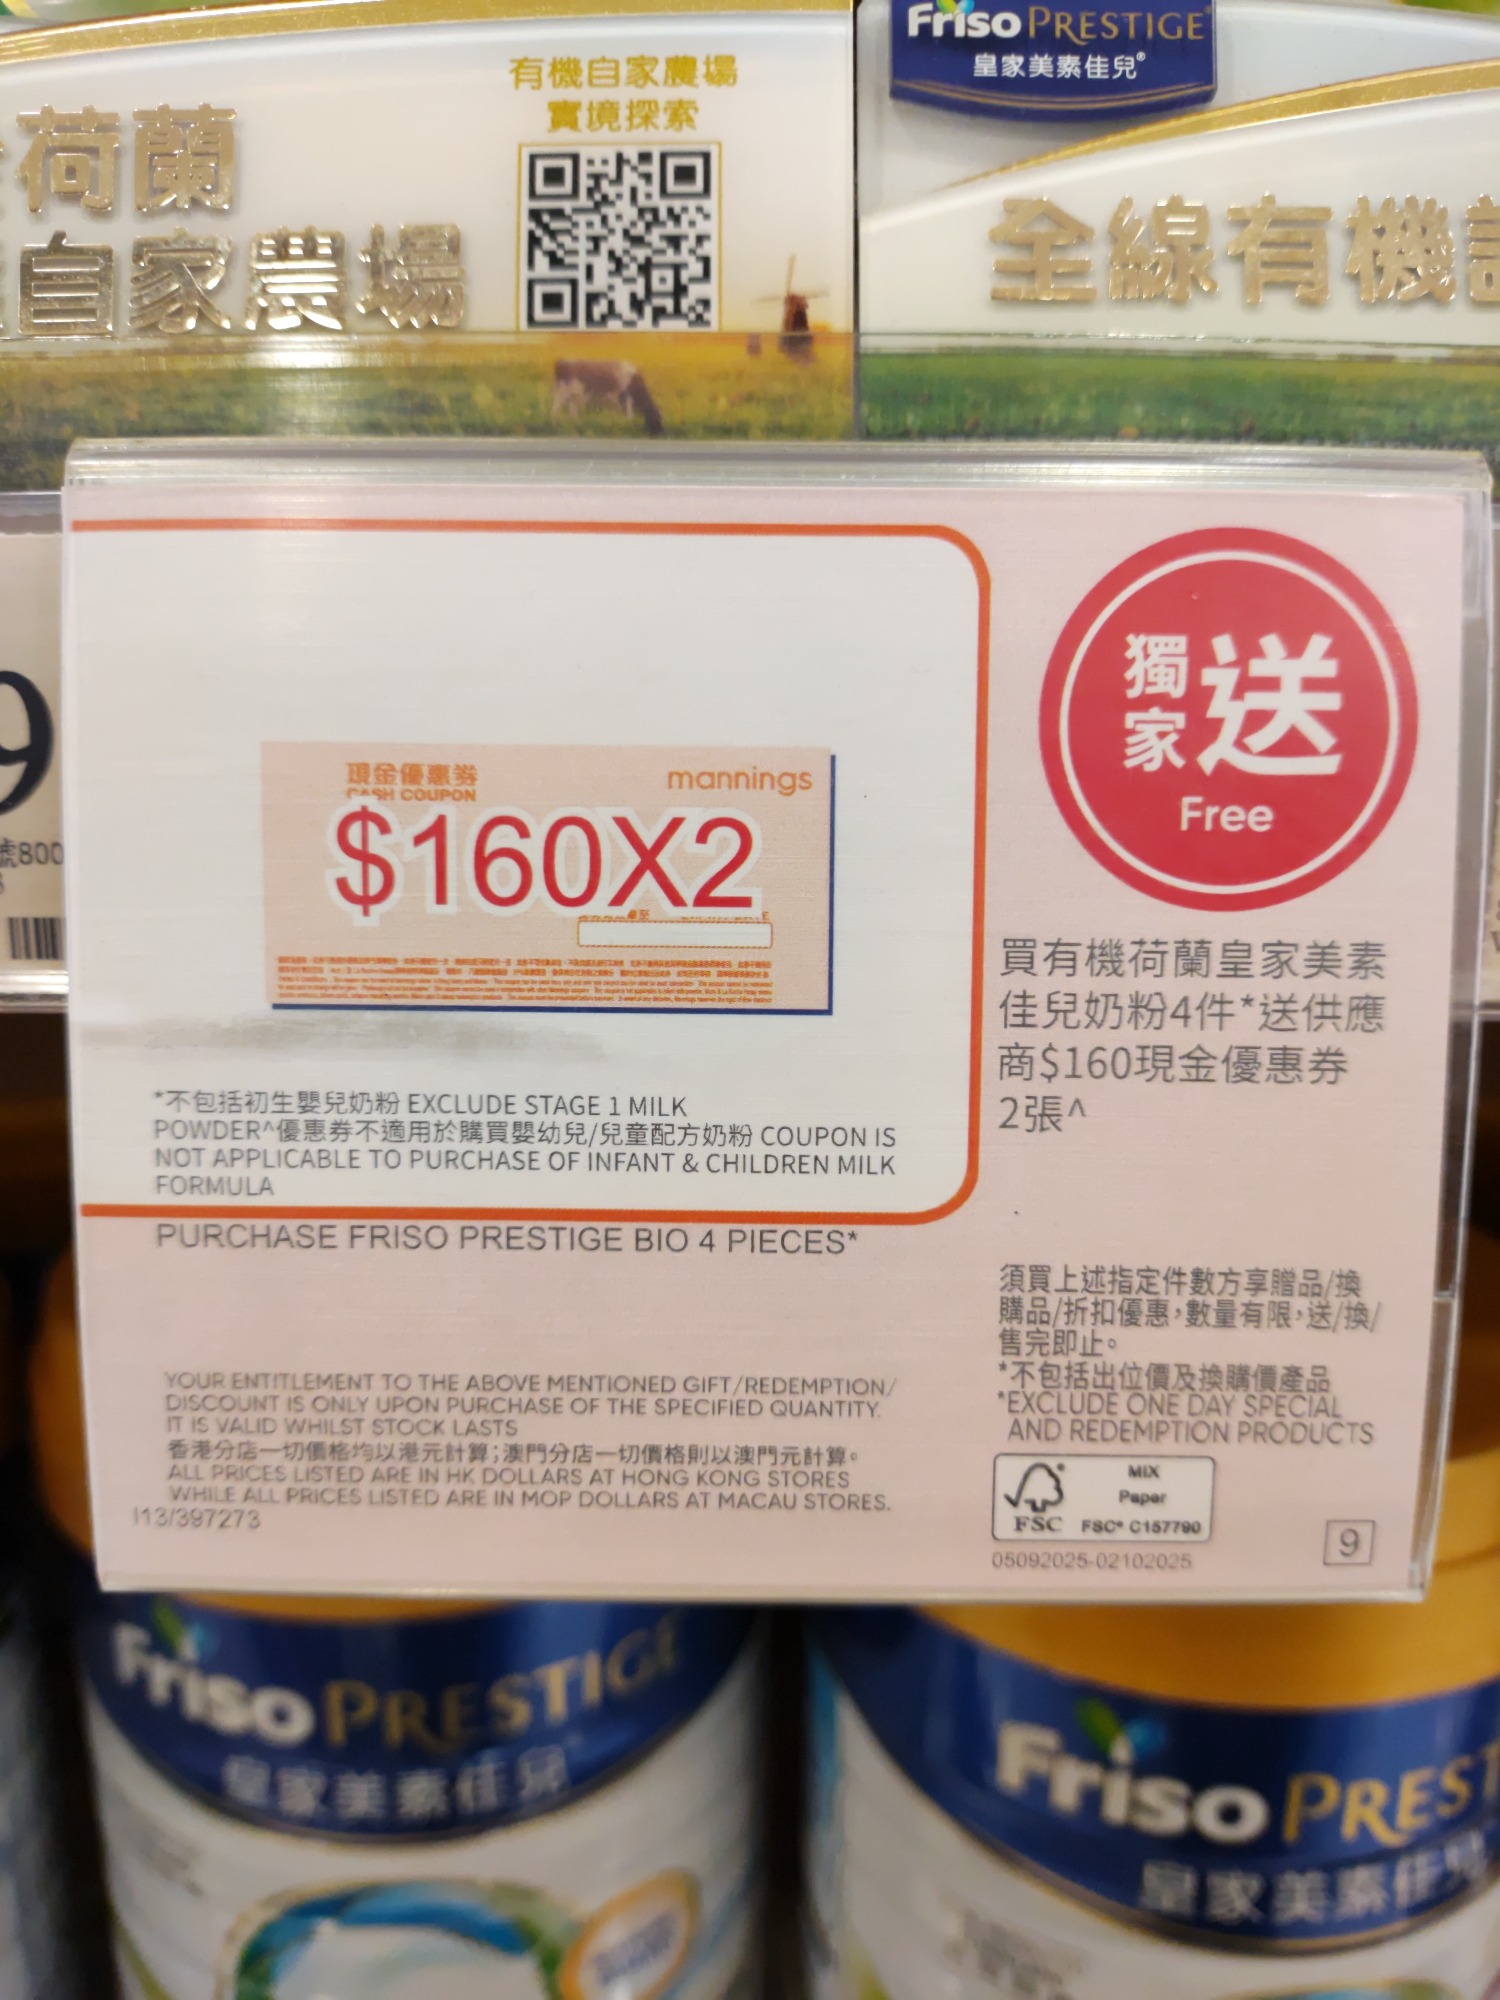 Friso PRESTIGE
皇家美素佳兒®
有機自家農場
實境探索
荷蘭
自家農場
全線有機
9
號800
獨家送
Free
現金優惠券
CASH COUPON
mannings
$160X2
買有機荷蘭皇家美素
佳兒奶粉4件*送供應
商$160現金優惠券
2張^
*不包括初生嬰兒奶粉 EXCLUDE STAGE 1 MILK
POWDER^優惠券不適用於購買嬰幼兒/兒童配方奶粉 COUPON IS
NOT APPLICABLE TO PURCHASE OF INFANT & CHILDREN MILK
FORMULA
PURCHASE FRISO PRESTIGE BIO 4 PIECES*
須買上述指定件數方享贈品/換
購品/折扣優惠，數量有限，送/換/
售完即止。
*不包括出位價及換購價產品
*EXCLUDE ONE DAY SPECIAL
AND REDEMPTION PRODUCTS
YOUR ENTITLEMENT TO THE ABOVE MENTIONED GIFT/REDEMPTION/
DISCOUNT IS ONLY UPON PURCHASE OF THE SPECIFIED QUANTITY.
IT IS VALID WHILST STOCK LASTS
香港分店一切價格均以港元計算；澳門分店一切價格則以澳門元計算。
ALL PRICES LISTED ARE IN HK DOLLARS AT HONG KONG STORES
WHILE ALL PRICES LISTED ARE IN MOP DOLLARS AT MACAU STORES.
I13/397273
FSC
MIX
Paper
FSC® C157790
05092025-02102025
9
Friso PRESTIGE
皇家美素佳兒
Friso PREST
皇家美素佳兒